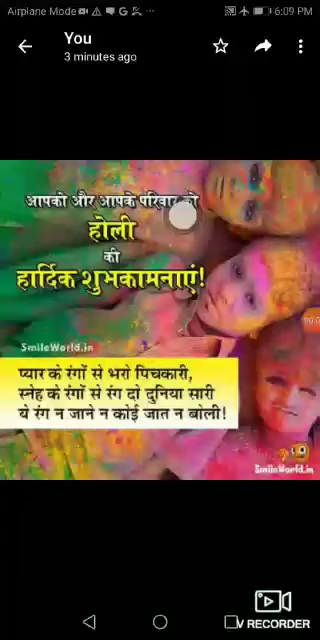 Airplane Mode G ...
6:09 PM
You
3 minutes ago
आपको और आपके परिवार को
होली
की
हार्दिक शुभकामनाएं!
SmileWorld.in
प्यार के रंगों से भरो पिचकारी,
स्नेह के रंगों से रंग दो दुनिया सारी
ये रंग न जाने न कोई जात न बोली!
SmileWorld.in
V RECORDER